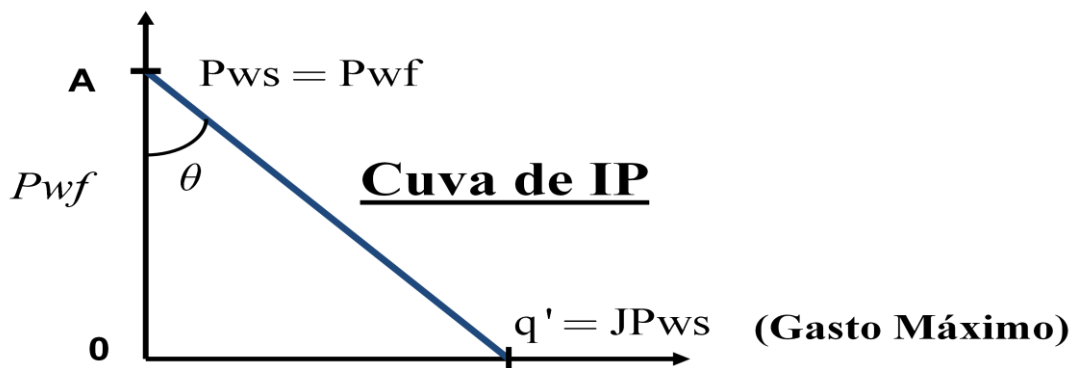 A
Pws = Pwf
Pwf
θ
Cuva de IP
q' = JPws (Gasto Máximo)
0